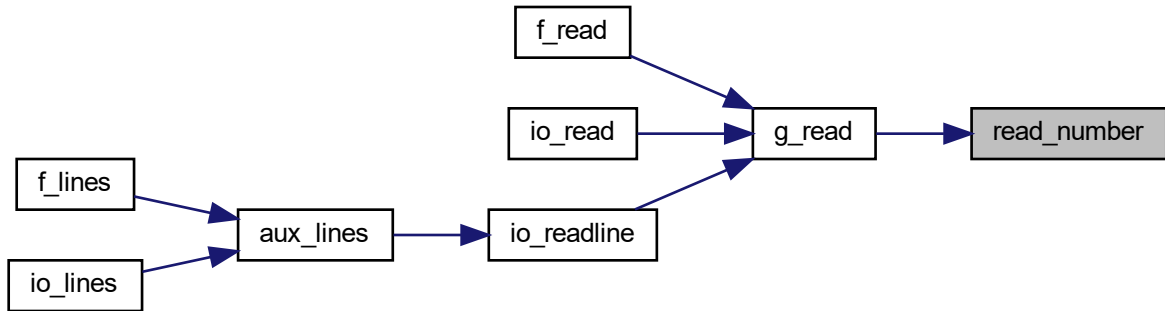 f_read
io_read
g_read
read_number
f_lines
aux_lines
io_readline
io_lines